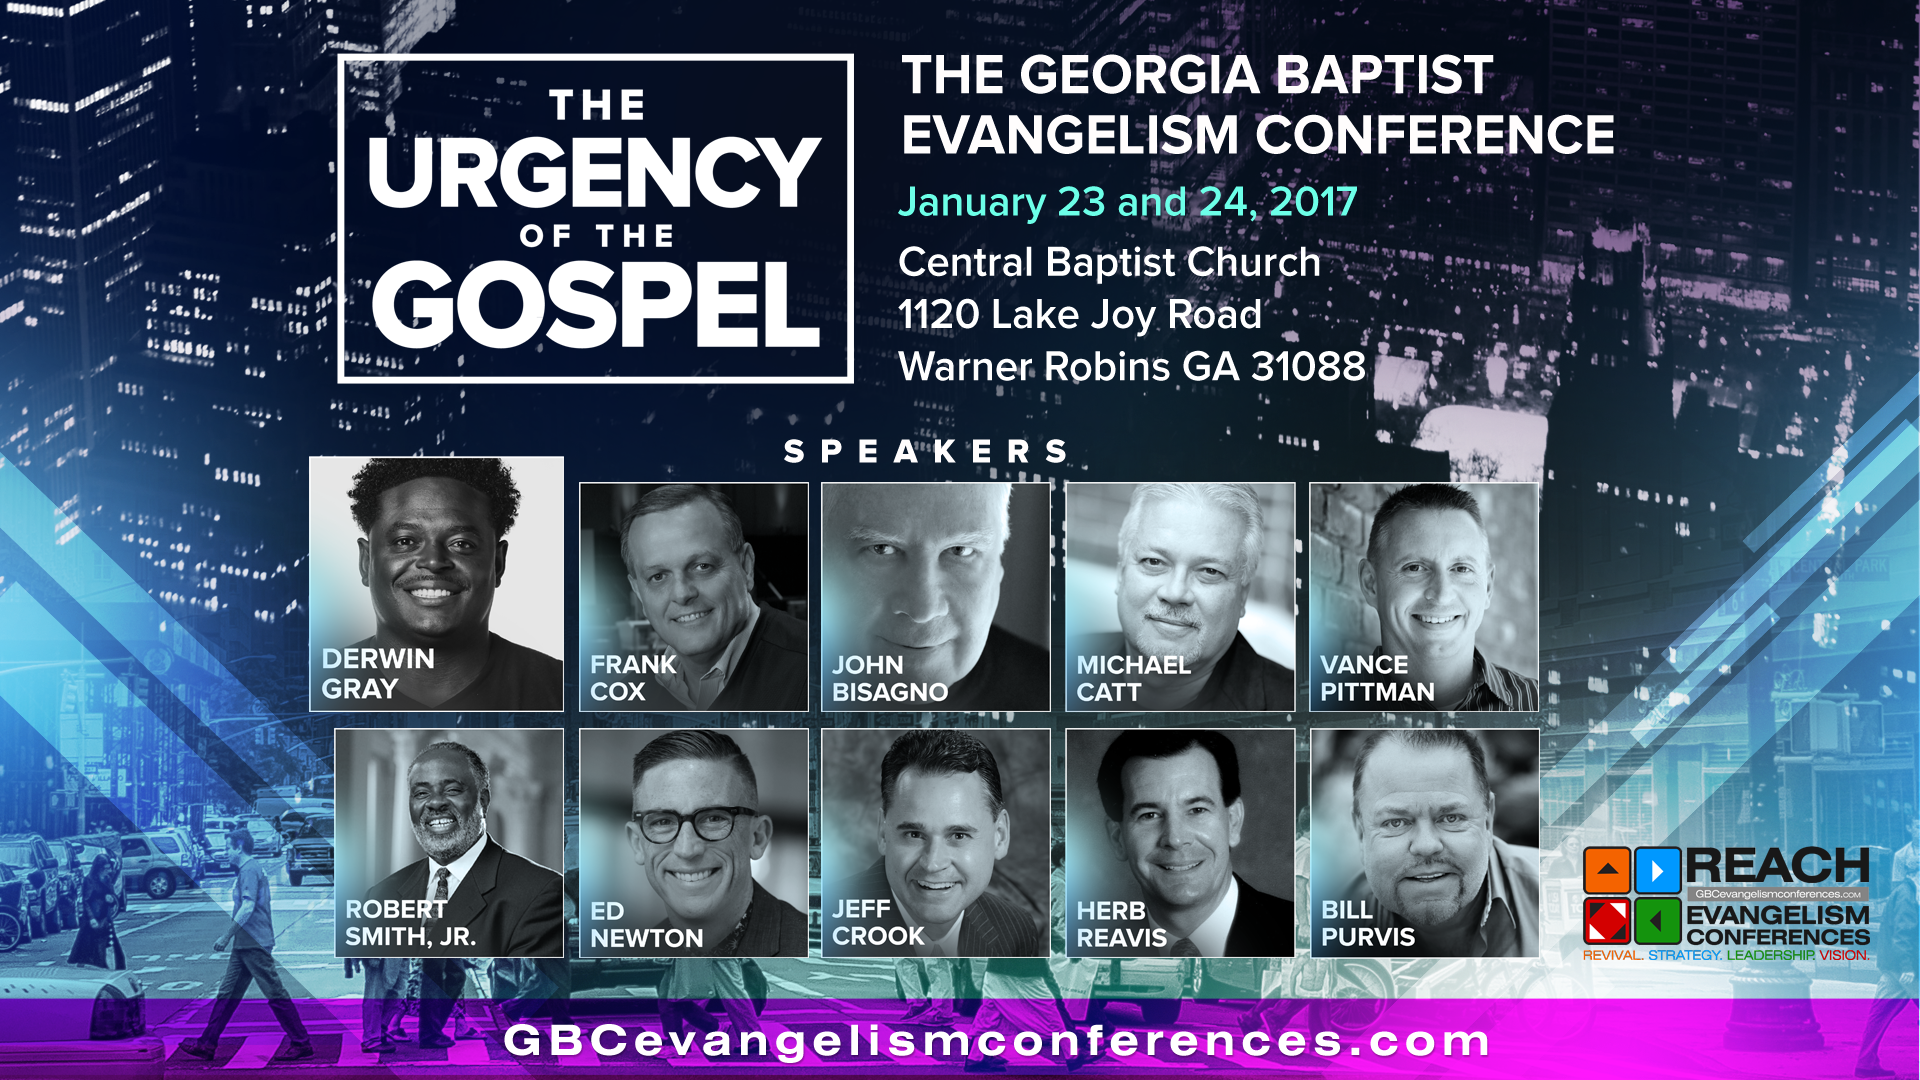 THE
URGENCY
OF THE
GOSPEL
THE GEORGIA BAPTIST
EVANGELISM CONFERENCE
January 23 and 24, 2017
Central Baptist Church
1120 Lake Joy Road
Warner Robins GA 31088
SPEAKERS
DERWIN
GRAY
FRANK
COX
JOHN
BISAGNO
MICHAEL
CATT
VANCE
PITTMAN
ROBERT
SMITH, JR.
ED
NEWTON
JEFF
CROOK
HERB
REAVIS
BILL
PURVIS
REACH
GBCevangelismconferences.COM
EVANGELISM
CONFERENCES
REVIVAL. STRATEGY. LEADERSHIP. VISION.
GBCevangelismconferences.com